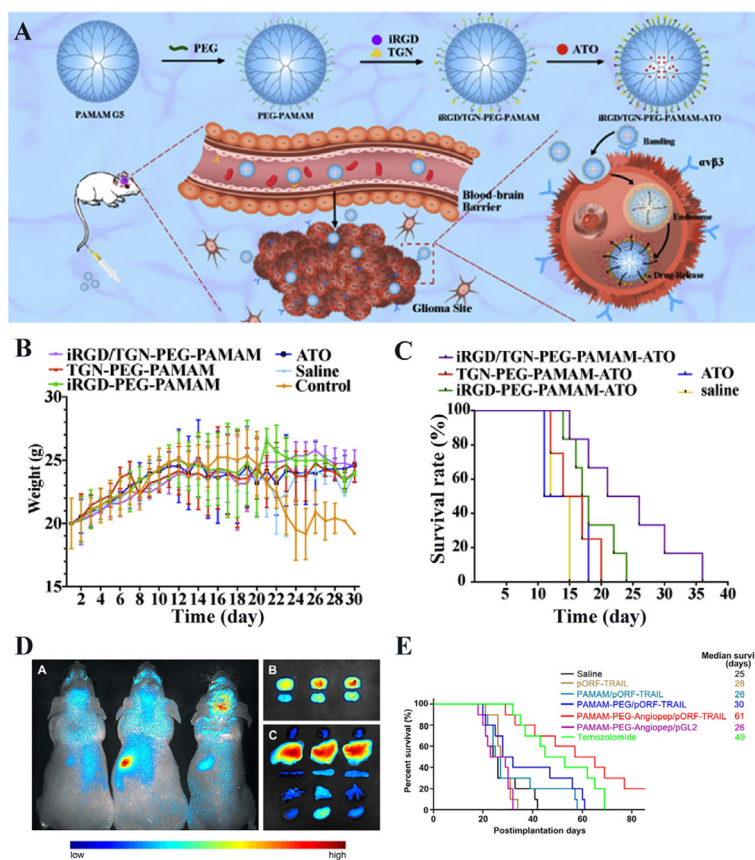 A
PEG
iRGD
TGN
ATO
PAMAM G5
PEG-PAMAM
iRGD/TGN-PEG-PAMAM
iRGD/TGN-PEG-PAMAM-ATO
Banding
αvβ3
Blood-brain
Barrier
Endosome
Drug-Release
Glioma Site
B
iRGD/TGN-PEG-PAMAM
TGN-PEG-PAMAM
iRGD-PEG-PAMAM
ATO
Saline
Control
Weight (g)
30
25
20
15
2 4 6 8 10 12 14 16 18 20 22 24 26 28 30
Time (day)
C
iRGD/TGN-PEG-PAMAM-ATO
TGN-PEG-PAMAM-ATO
iRGD-PEG-PAMAM-ATO
ATO
saline
Survival rate (%)
100
80
60
40
20
0
5 10 15 20 25 30 35 40
Time (day)
D
A
B
C
low
high
E
Median survi
(days)
Saline 25
pORF-TRAIL 28
PAMAM/pORF-TRAIL 26
PAMAM-PEG/pORF-TRAIL 30
PAMAM-PEG-Angiopep/pORF-TRAIL 61
PAMAM-PEG-Angiopep/pGL2 26
Temozolomide 49
Percent survival (%)
100
80
60
40
20
0
0 20 40 60 80
Postimplantation days